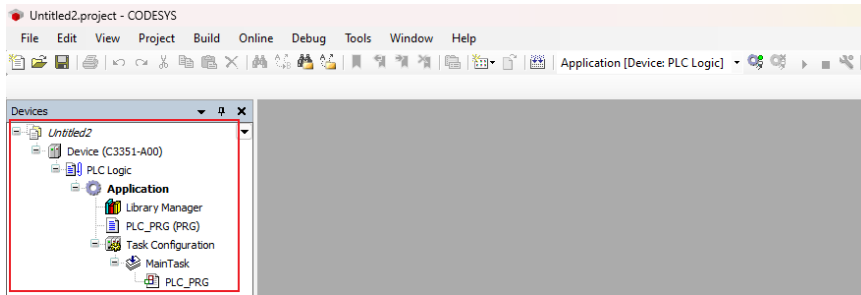 Untitled2.project - CODESYS
File Edit View Project Build Online Debug Tools Window Help
Application [Device: PLC Logic]
Devices
Untitled2
Device (C3351-A00)
PLC Logic
Application
Library Manager
PLC_PRG (PRG)
Task Configuration
MainTask
PLC_PRG